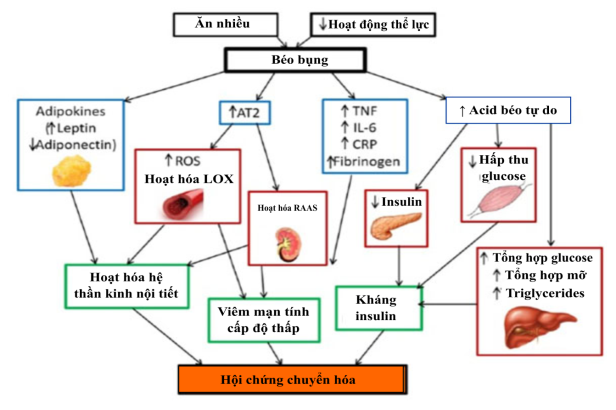 Ăn nhiều
↓Hoạt động thể lực
Béo bụng
Adipokines
(↑Leptin
↓Adiponectin)
↑AT2
↑ TNF
↑ IL-6
↑ CRP
↑Fibrinogen
↑ Acid béo tự do
↑ ROS
Hoạt hóa LOX
Hoạt hóa RAAS
↓ Insulin
↓ Hấp thu
glucose
↑ Tổng hợp glucose
↑ Tổng hợp mỡ
↑ Triglycerides
Hoạt hóa hệ
thần kinh nội tiết
Viêm mạn tính
cấp độ thấp
Kháng
insulin
Hội chứng chuyển hóa